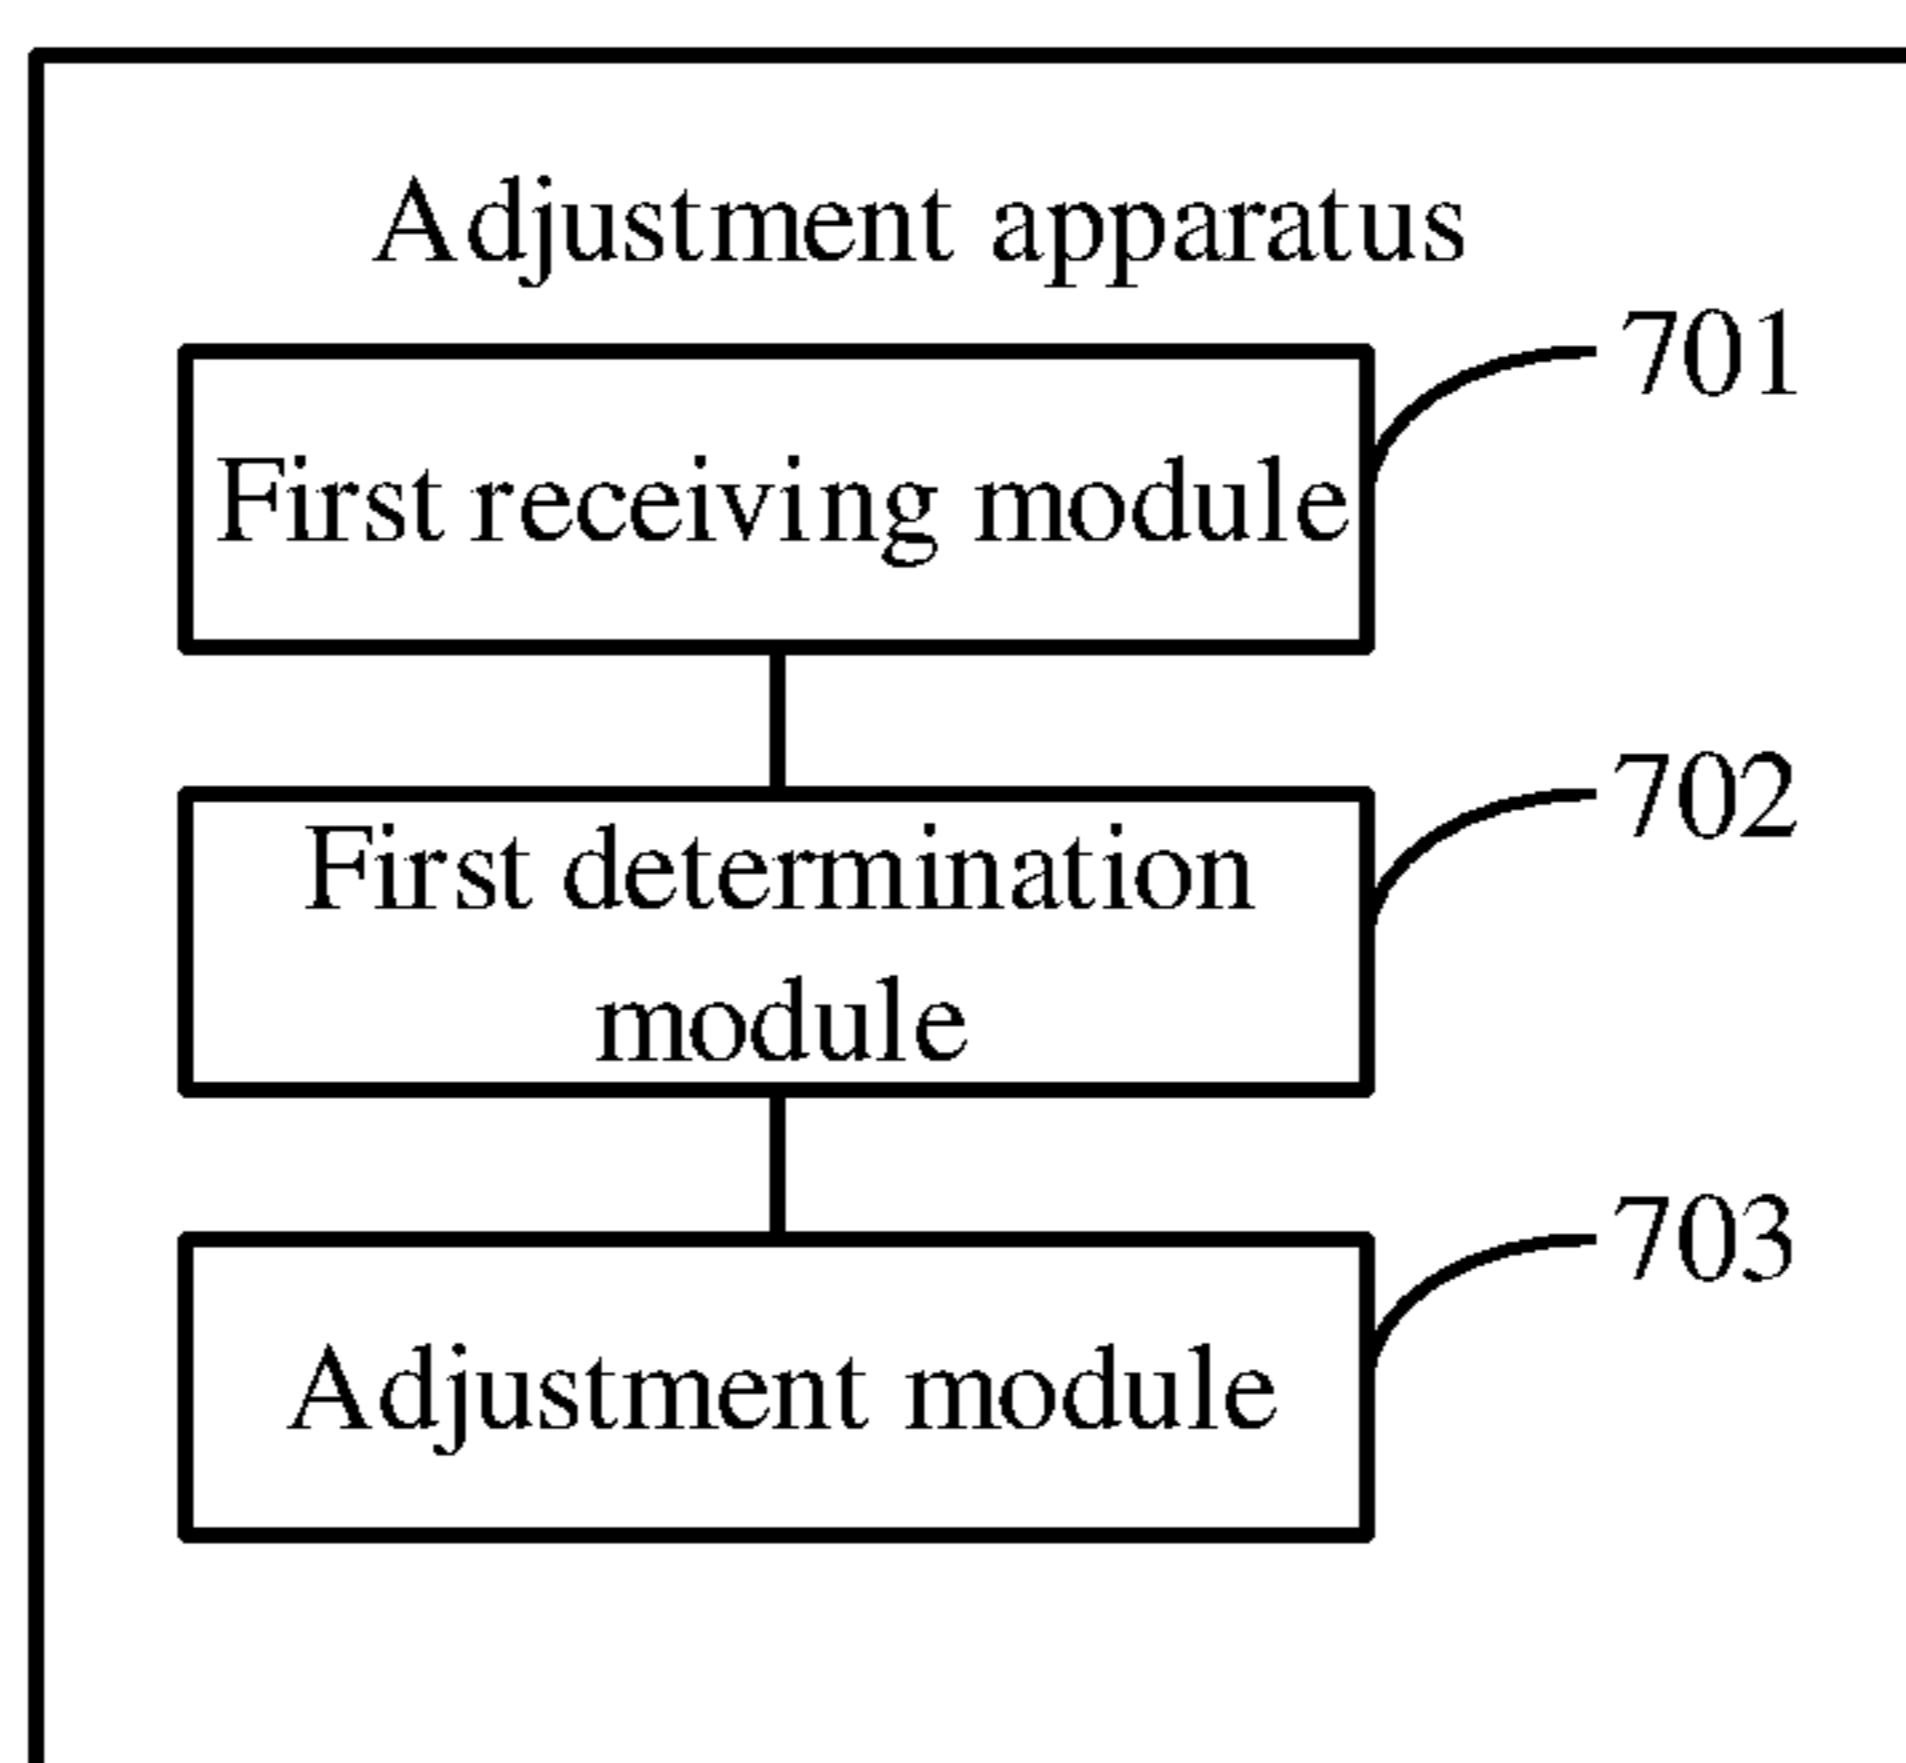 Adjustment apparatus
701
First receiving module
702
First determination
module
703
Adjustment module